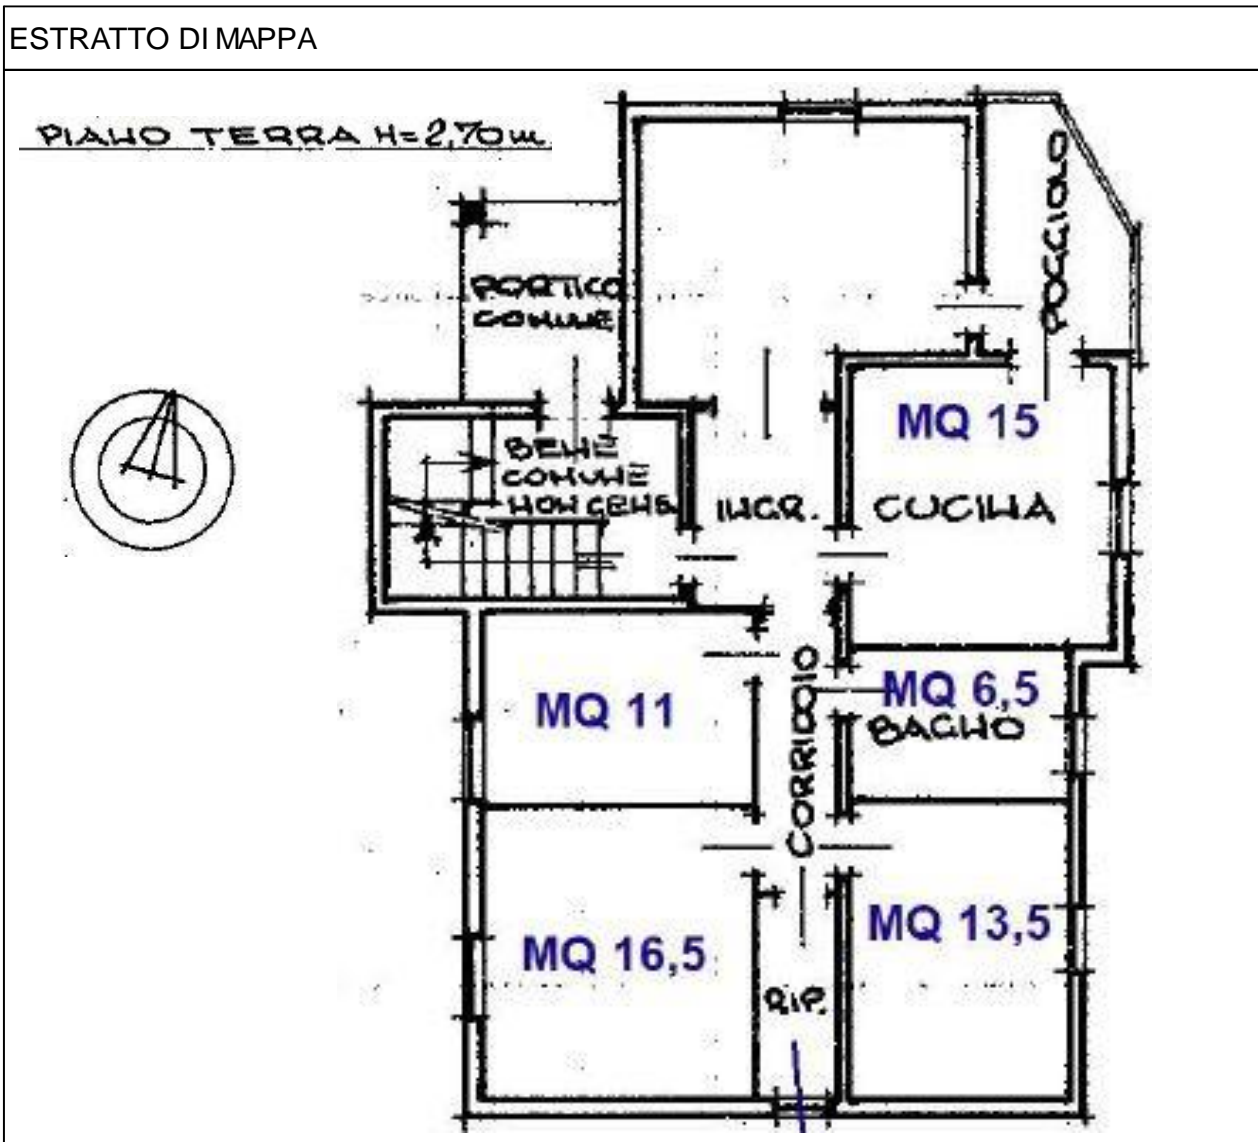 ESTRATTO DI MAPPA
PIANO TERRA H=2,70 m
POGGIOLO
PORTICO
COMUNE
MQ 15
BENE
COMUNE
NON CENS.
INGR.
CUCINA
CORRIDOIO
MQ 11
MQ 6,5
BAGNO
MQ 16,5
MQ 13,5
RIP.